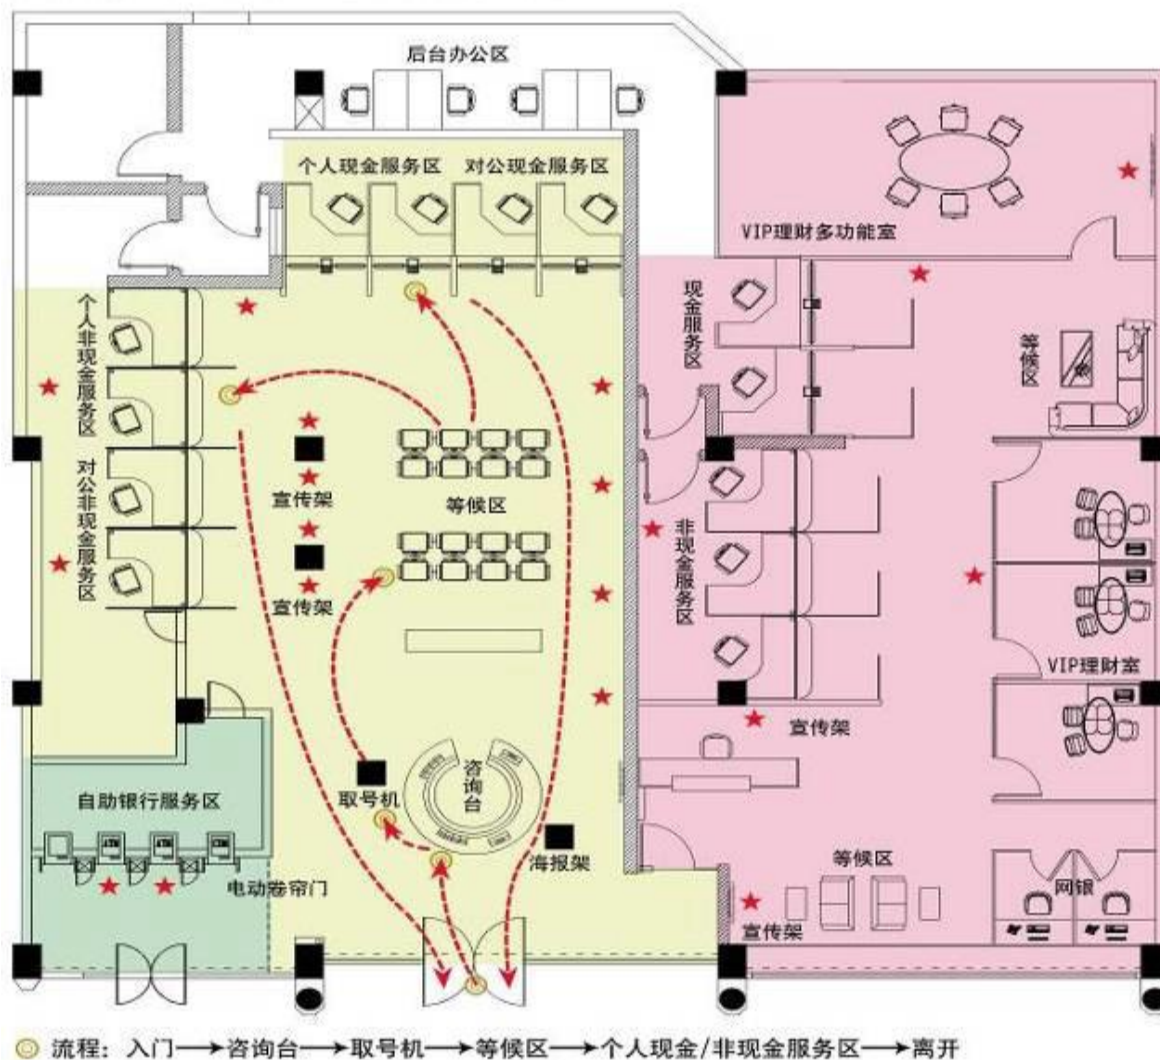 后台办公区
个人现金服务区
对公现金服务区
VIP理财多功能室
个人非现金服务区
现金服务区
等候区
对公非现金服务区
宣传架
等候区
非现金服务区
宣传架
VIP理财室
宣传架
咨询台
自助银行服务区
取号机
ATM
ATM
海报架
等候区
电动卷帘门
网银
宣传架
流程：入门→咨询台→取号机→等候区→个人现金/非现金服务区→离开